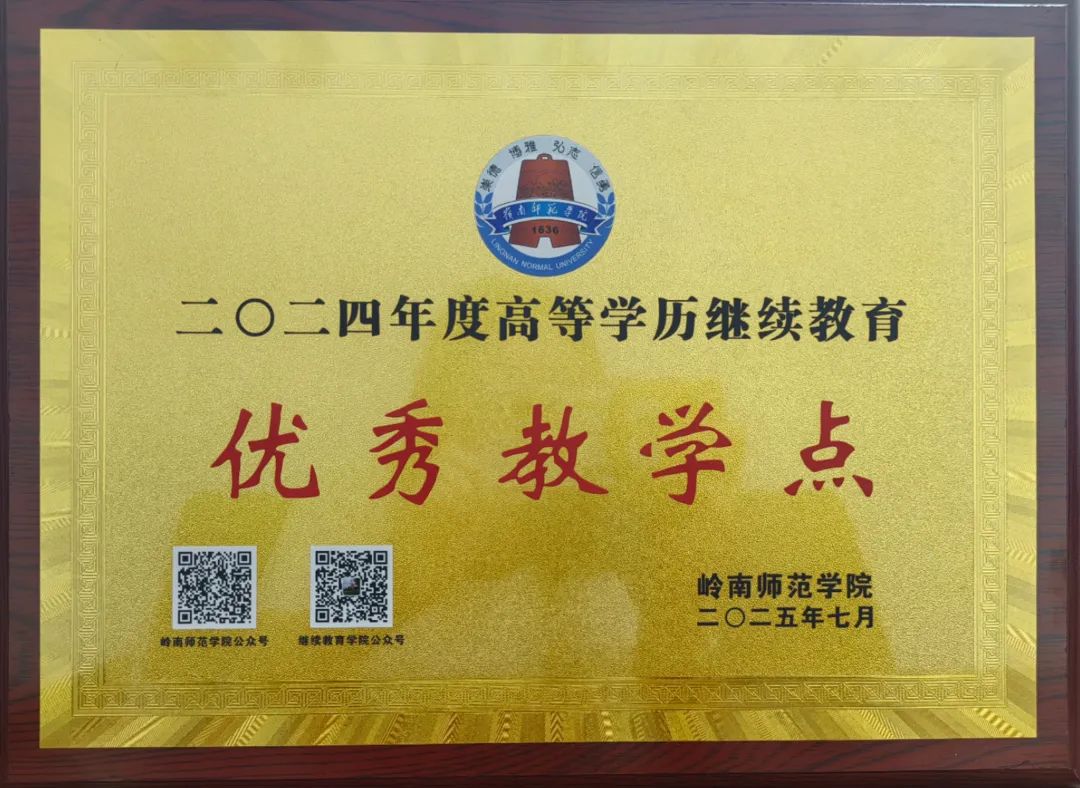 崇德 博雅 弘志 信勇
岭南师范学院
1636
LINGNAN NORMAL UNIVERSITY
二〇二四年度高等学历继续教育
优秀教学点
岭南师范学院公众号
继续教育学院公众号
岭南师范学院
二〇二五年七月